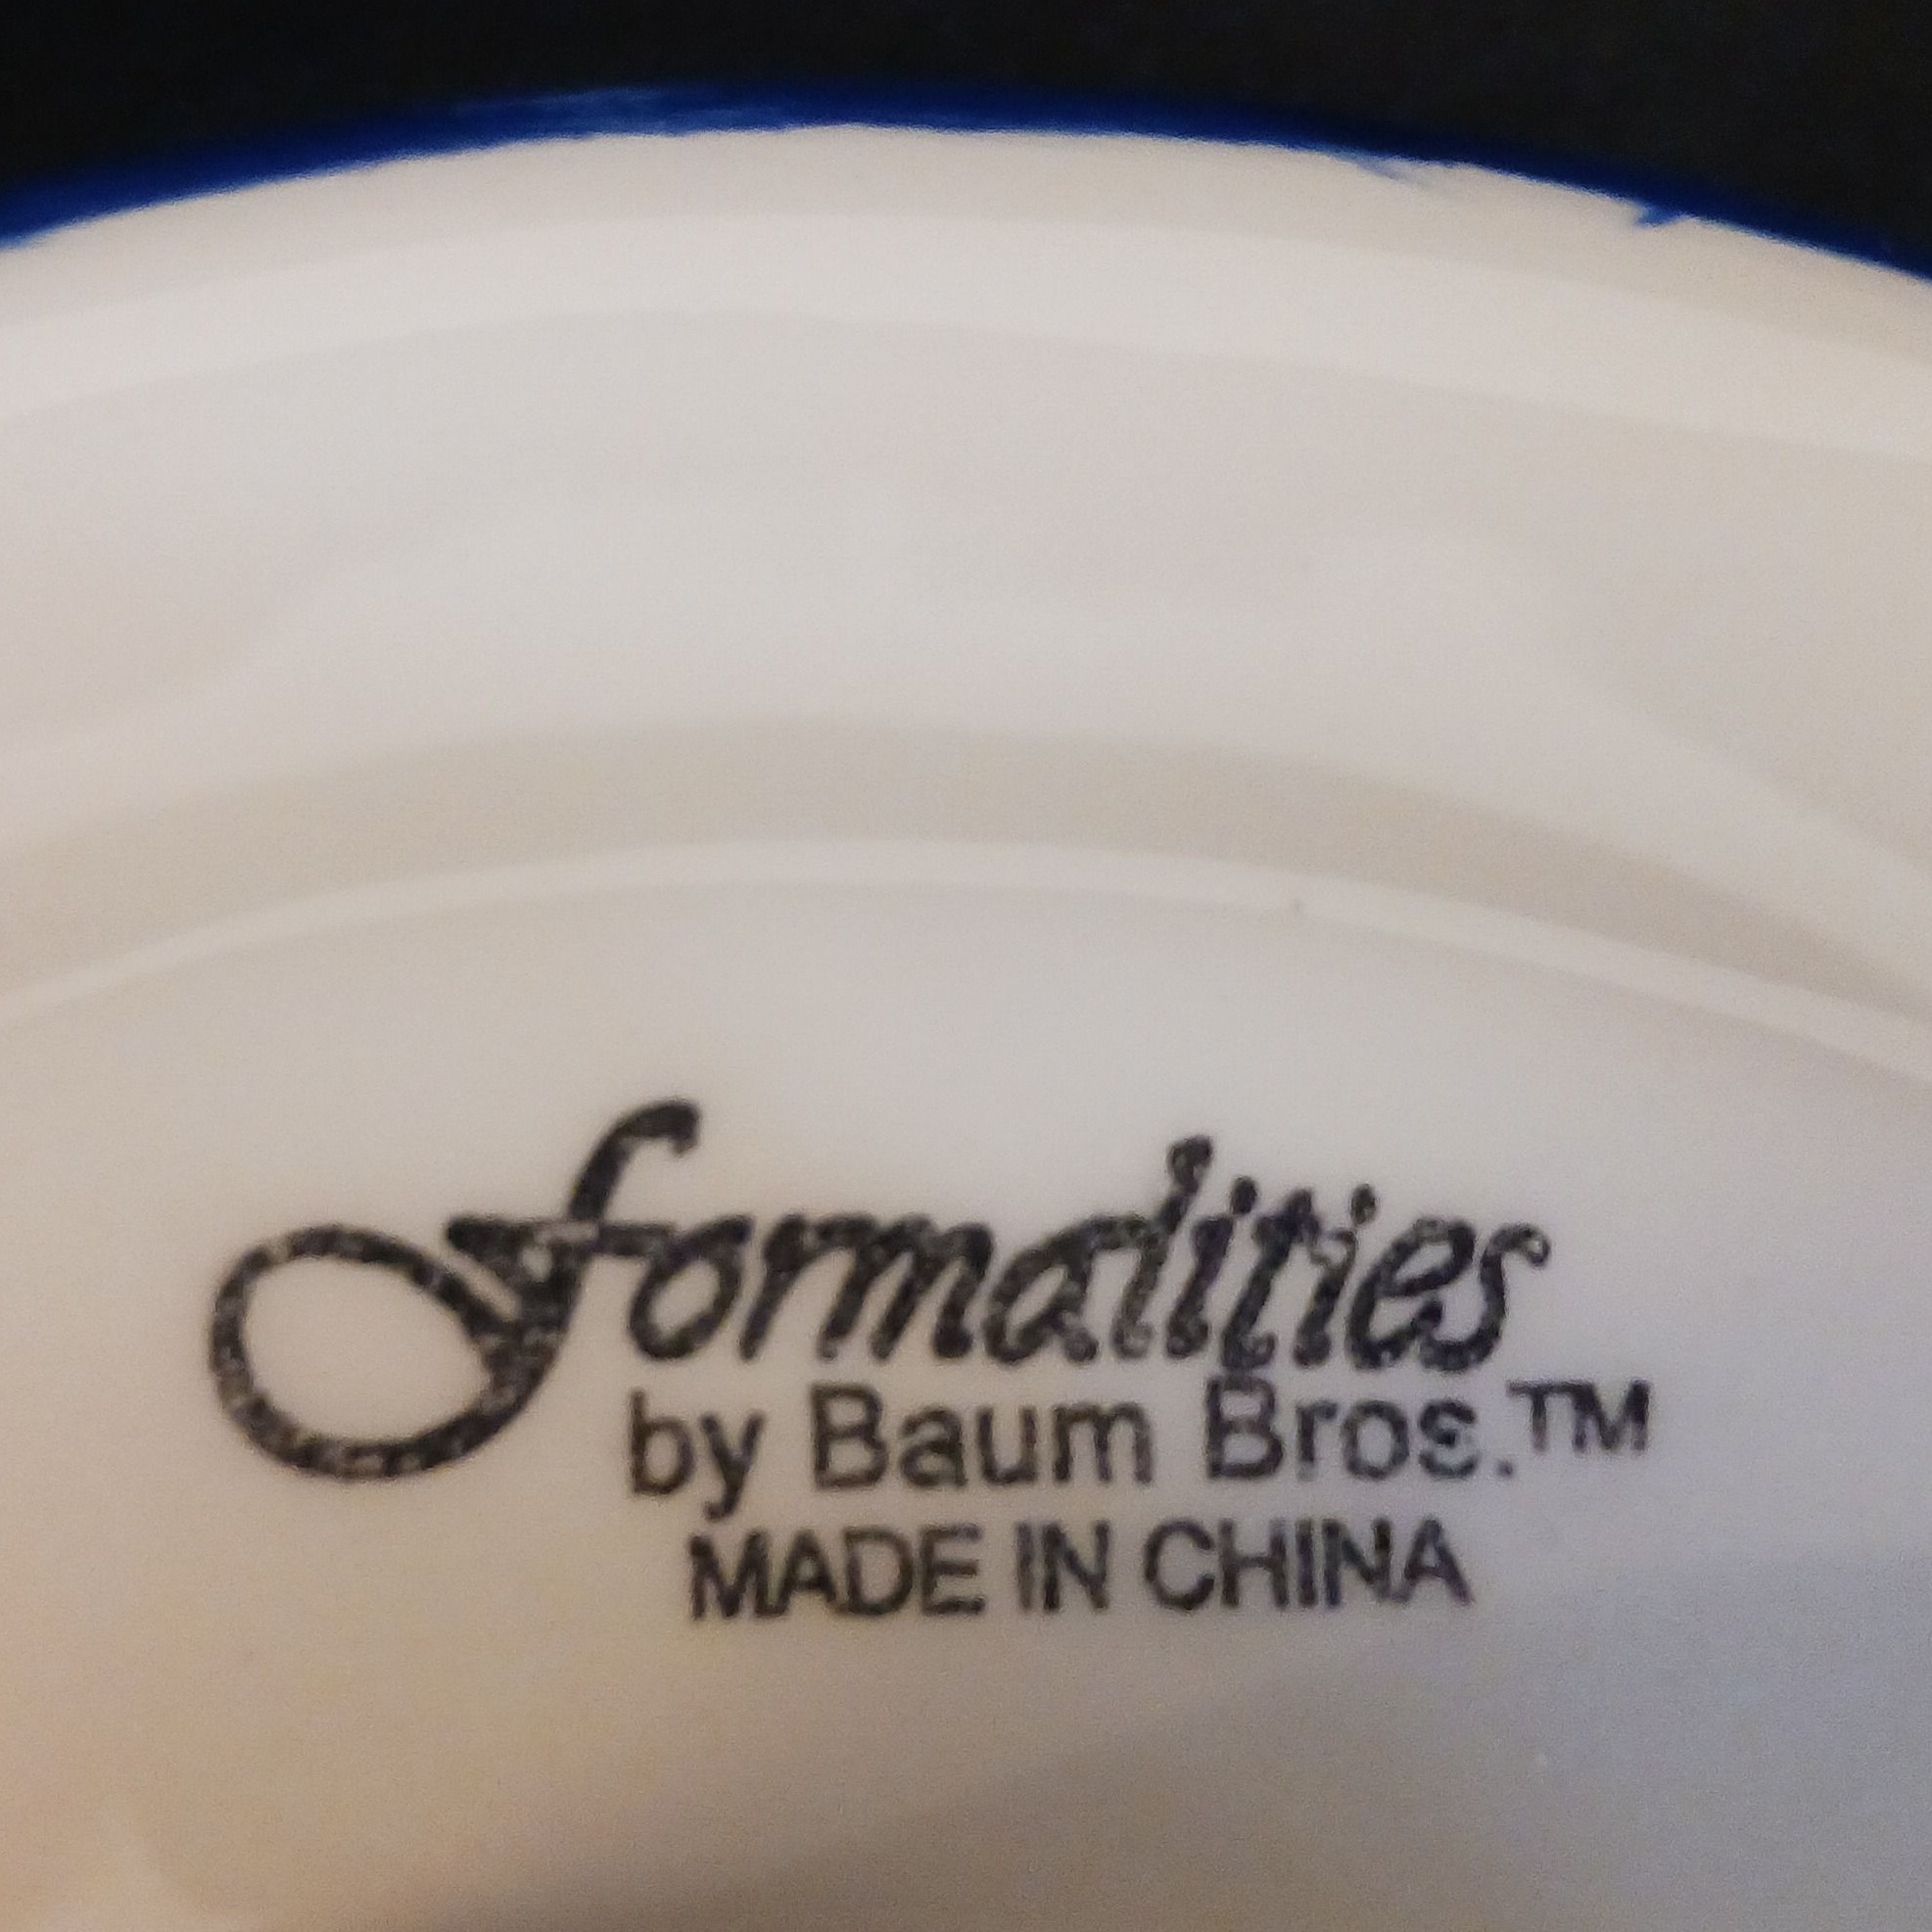 formalities
by Baum Bros.™
MADE IN CHINA